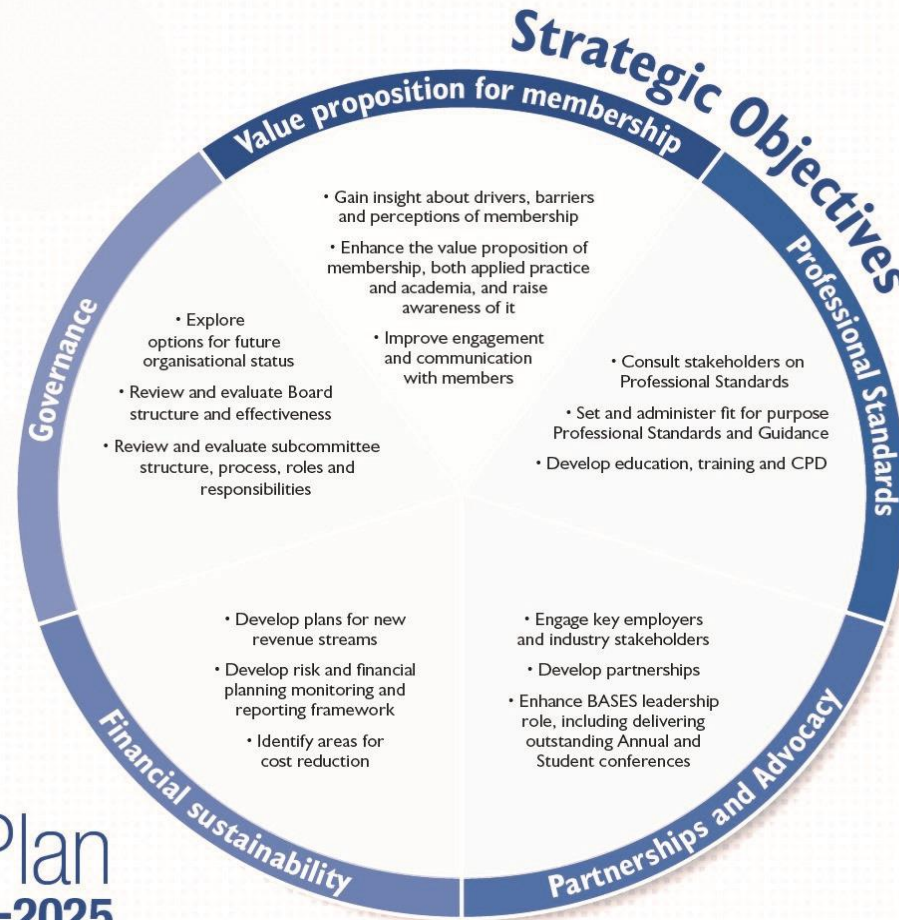 Strategic Objectives
Value proposition for membership
• Gain insight about drivers, barriers
and perceptions of membership
• Enhance the value proposition of
membership, both applied practice
and academia, and raise
awareness of it
• Improve engagement
and communication
with members
Professional Standards
• Consult stakeholders on
Professional Standards
• Set and administer fit for purpose
Professional Standards and Guidance
• Develop education, training and CPD
Partnerships and Advocacy
• Engage key employers
and industry stakeholders
• Develop partnerships
• Enhance BASES leadership
role, including delivering
outstanding Annual and
Student conferences
Financial sustainability
• Develop plans for new
revenue streams
• Develop risk and financial
planning monitoring and
reporting framework
• Identify areas for
cost reduction
Governance
• Explore
options for future
organisational status
• Review and evaluate Board
structure and effectiveness
• Review and evaluate subcommittee
structure, process, roles and
responsibilities
Plan
-2025